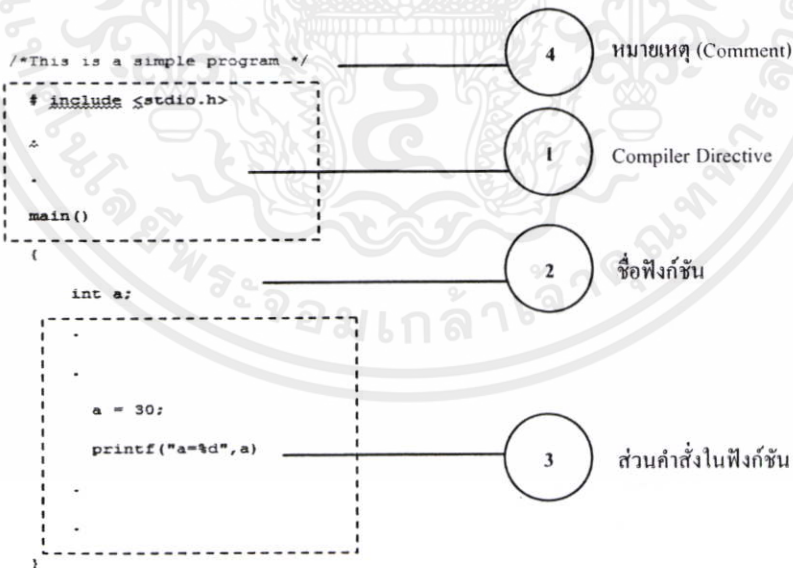 /*This is a simple program */
4 หมายเหตุ (Comment)
# include <stdio.h>
.
1 Compiler Directive
.
main()
{
2 ชื่อฟังก์ชัน
int a;
.
.
a = 30;
printf("a=%d",a)
3 ส่วนคำสั่งในฟังก์ชัน
.
.
}